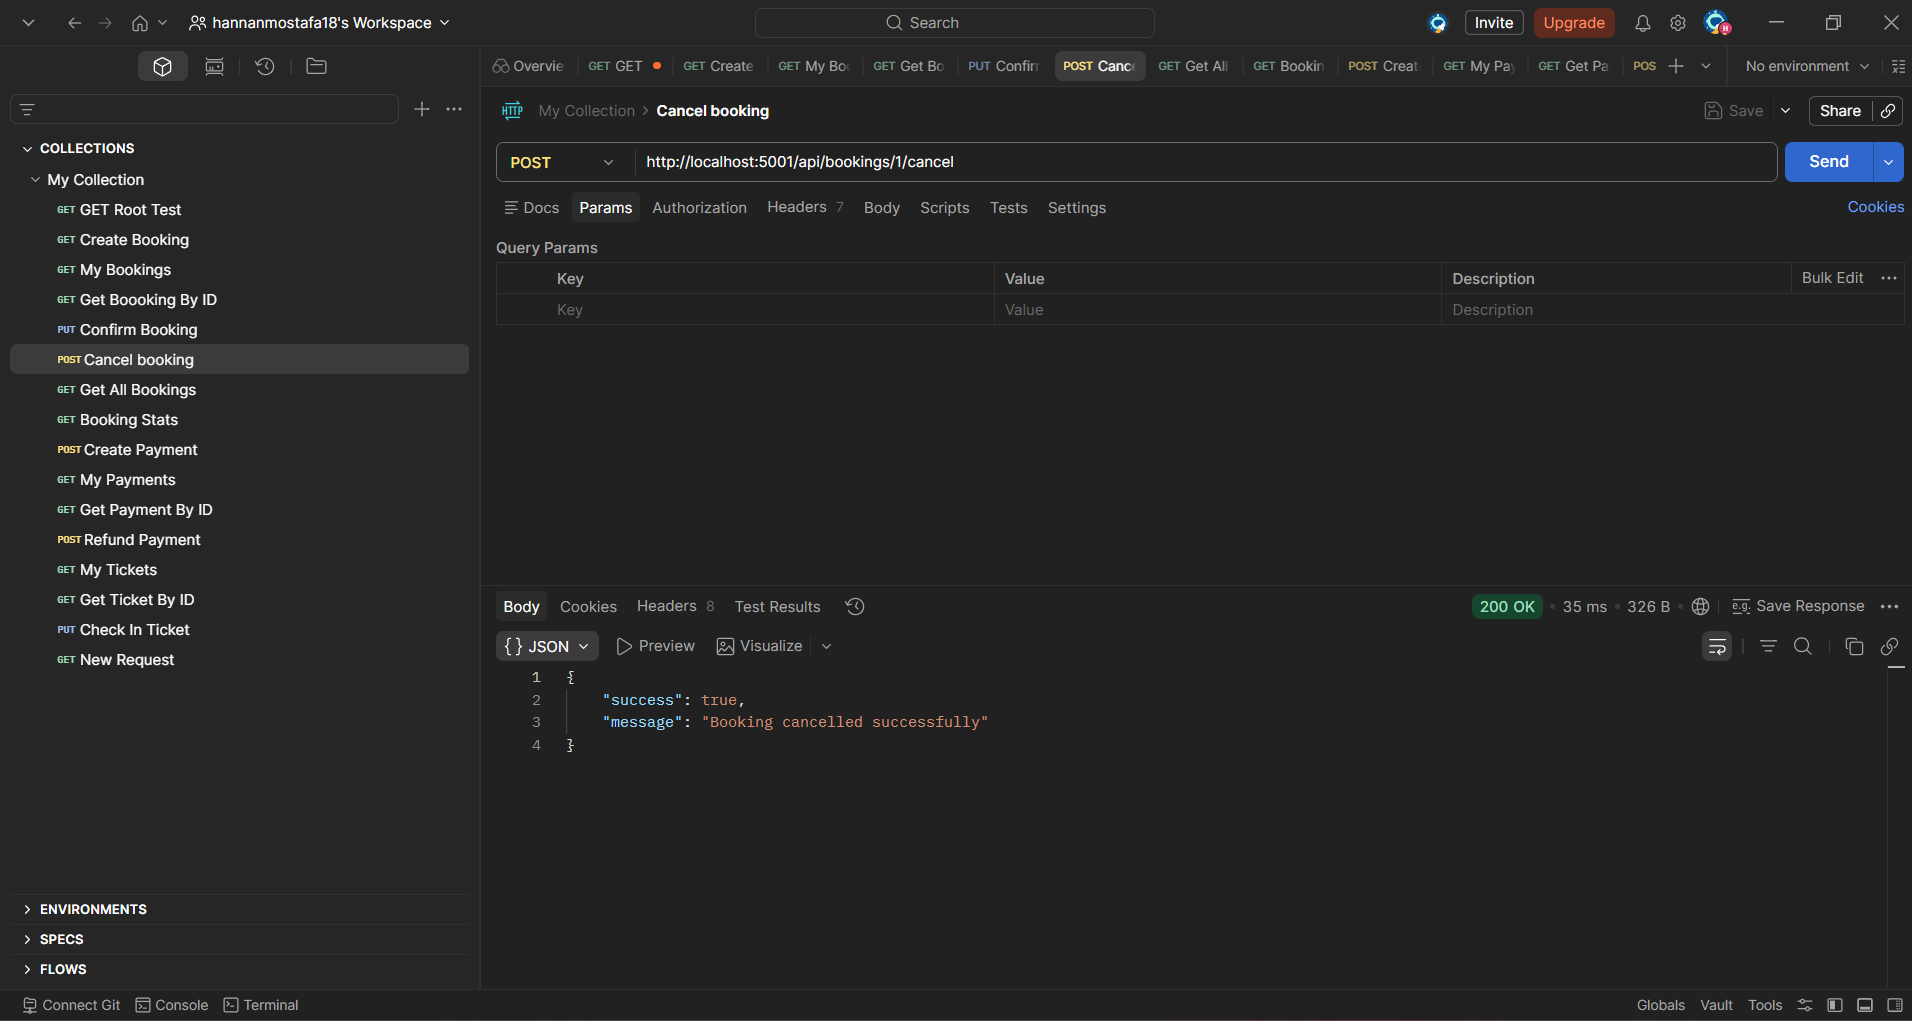 hannanmostafa18's Workspace
Search
Invite
Upgrade
H
Overvie
GET GET
GET Create
GET My Boo
GET Get Bo
PUT Confirm
POST Cance
GET Get All
GET Bookin
POST Creat
GET My Pay
GET Get Pa
POS
No environment
HTTP My Collection > Cancel booking
Save
Share
COLLECTIONS
My Collection
GET GET Root Test
GET Create Booking
GET My Bookings
GET Get Boooking By ID
PUT Confirm Booking
POST Cancel booking
GET Get All Bookings
GET Booking Stats
POST Create Payment
GET My Payments
GET Get Payment By ID
POST Refund Payment
GET My Tickets
GET Get Ticket By ID
PUT Check In Ticket
GET New Request
ENVIRONMENTS
SPECS
FLOWS
POST http://localhost:5001/api/bookings/1/cancel
Send
Docs Params Authorization Headers 7 Body Scripts Tests Settings
Cookies
Query Params
Key Value Description Bulk Edit
Key Value Description
Body Cookies Headers 8 Test Results
200 OK • 35 ms • 326 B
e.g. Save Response
{} JSON Preview Visualize
1 {
2 "success": true,
3 "message": "Booking cancelled successfully"
4 }
Connect Git Console Terminal
Globals Vault Tools